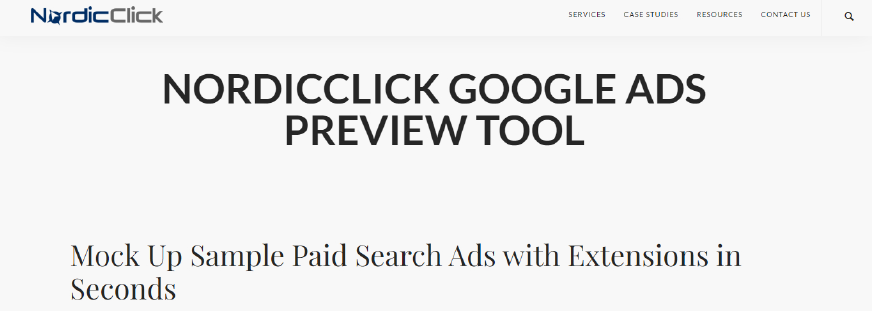 NordicClick
SERVICES CASE STUDIES RESOURCES CONTACT US
NORDICCLICK GOOGLE ADS
PREVIEW TOOL
Mock Up Sample Paid Search Ads with Extensions in
Seconds